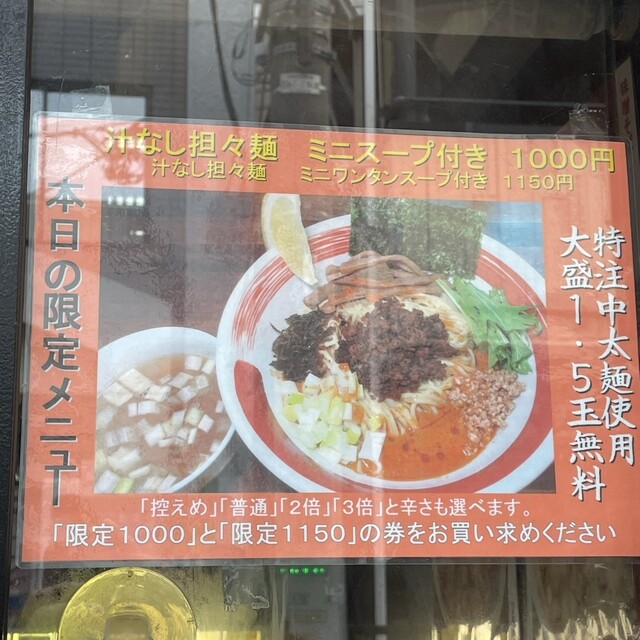 汁なし担々麺　ミニスープ付き　1000円
汁なし担々麺　ミニワンタンスープ付き　1150円
本日の限定メニュー
特注中太麺使用
大盛1.5玉無料
「控えめ」「普通」「2倍」「3倍」と辛さも選べます。
「限定1000」と「限定1150」の券をお買い求めください